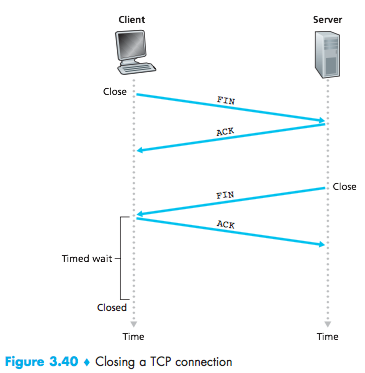 Client
Server
Close
FIN
ACK
Close
FIN
ACK
Timed wait
Closed
Time
Time
Figure 3.40 ♦ Closing a TCP connection